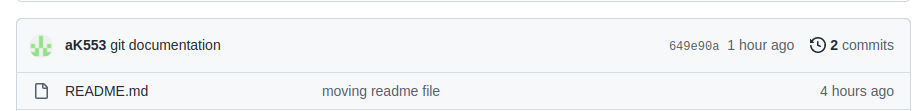 aK553 git documentation 649e90a 1 hour ago 2 commits
README.md moving readme file 4 hours ago